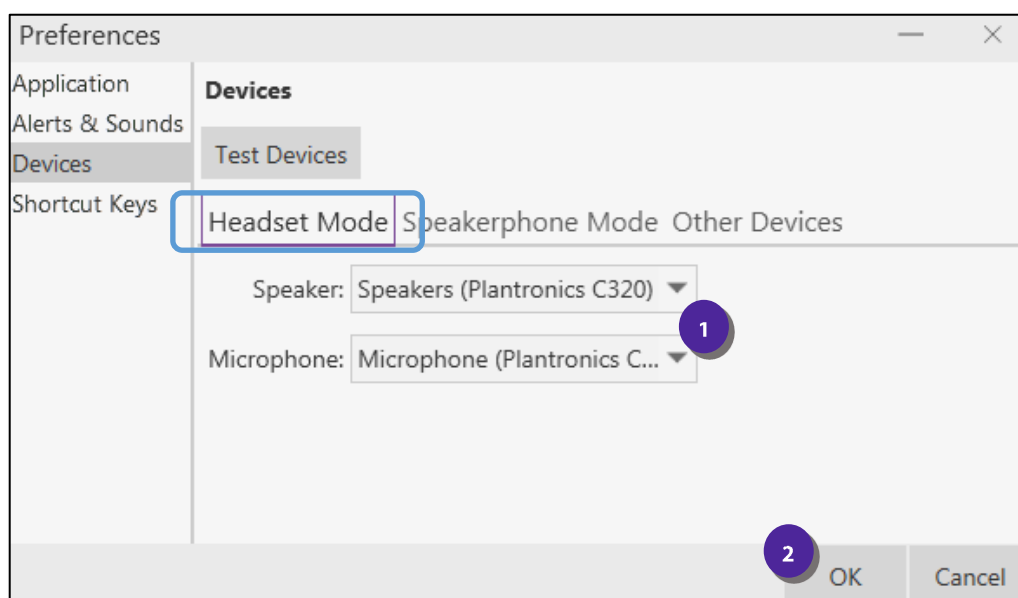 Preferences
Application
Alerts & Sounds
Devices
Shortcut Keys
Devices
Test Devices
Headset Mode Speakerphone Mode Other Devices
Speaker: Speakers (Plantronics C320)
1
Microphone: Microphone (Plantronics C...
2
OK Cancel